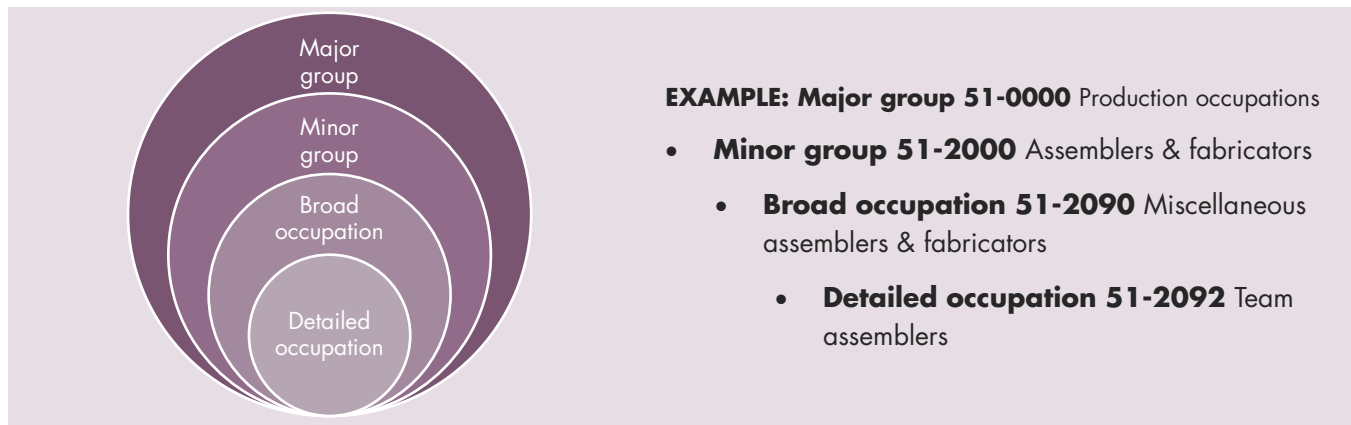 Major
group
Minor
group
Broad
occupation
Detailed
occupation
EXAMPLE: Major group 51-0000 Production occupations
• Minor group 51-2000 Assemblers & fabricators
• Broad occupation 51-2090 Miscellaneous
assemblers & fabricators
• Detailed occupation 51-2092 Team
assemblers